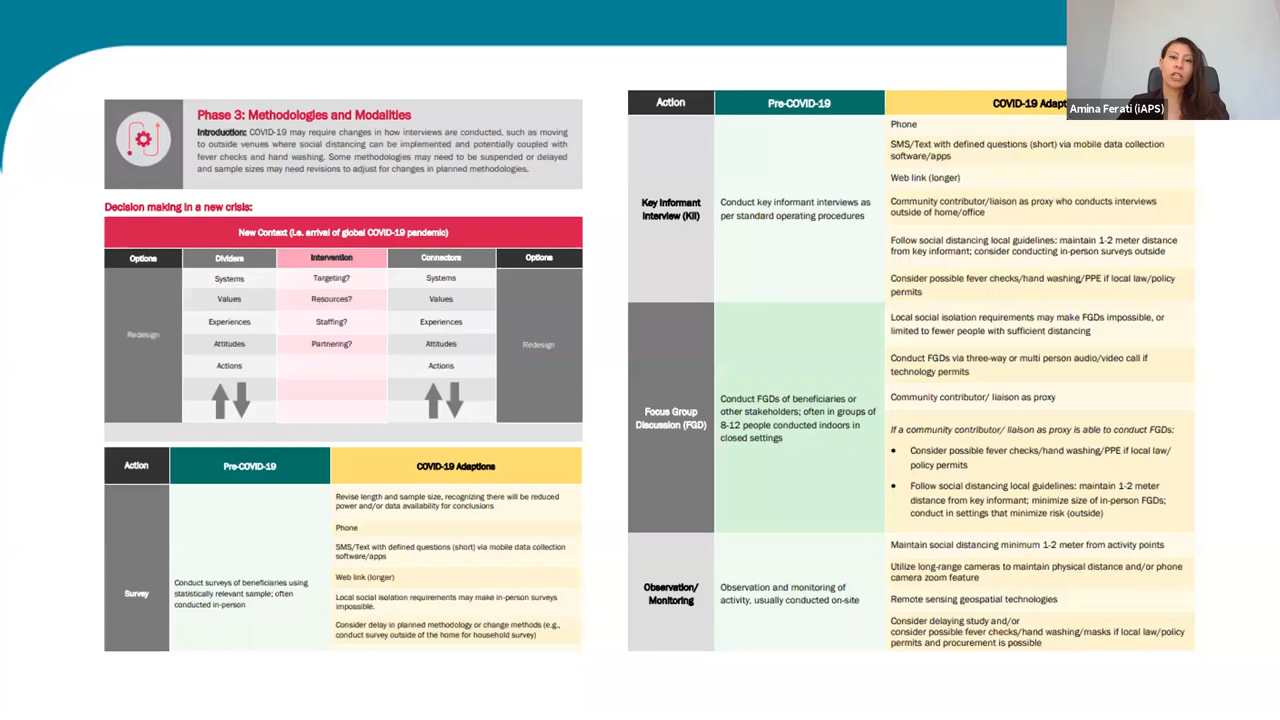 Phase 3: Methodologies and Modalities
Introduction: COVID-19 may require changes in how interviews are conducted, such as moving
to outside venues where social distancing can be implemented and potentially coupled with
fever checks and hand washing. Some methodologies may need to be suspended or delayed
and sample sizes may need revisions to adjust for changes in planned methodologies.
Decision making in a new crisis:
New Context (i.e. arrival of global COVID-19 pandemic)
Options Dividers Intervention Connectors Options
Systems Targeting? Systems
Values Resources? Values
Experiences Staffing? Experiences
Redesign
Attitudes Partnering? Attitudes
Redesign
Actions Actions
Action Pre-COVID-19 COVID-19 Adaptions
Survey
Conduct surveys of beneficiaries using
statistically relevant sample; often
conducted in-person
Revise length and sample size, recognizing there will be reduced
power and/or data availability for conclusions
Phone
SMS/Text with defined questions (short) via mobile data collection
software/apps
Web link (longer)
Local social isolation requirements may make in-person surveys
impossible.
Consider delay in planned methodology or change methods (e.g.,
conduct survey outside of the home for household survey)
Action Pre-COVID-19 COVID-19 Adapt
Key Informant
Interview (KII)
Conduct key informant interviews as
per standard operating procedures
Phone
SMS/Text with defined questions (short) via mobile data collection
software/apps
Web link (longer)
Community contributor/liaison as proxy who conducts interviews
outside of home/office
Follow social distancing local guidelines: maintain 1-2 meter distance
from key informant; consider conducting in-person surveys outside
Consider possible fever checks/hand washing/PPE if local law/policy
permits
Focus Group
Discussion (FGD)
Conduct FGDs of beneficiaries or
other stakeholders; often in groups of
8-12 people conducted indoors in
closed settings
Local social isolation requirements may make FGDs impossible, or
limited to fewer people with sufficient distancing
Conduct FGDs via three-way or multi person audio/video call if
technology permits
Community contributor/ liaison as proxy
If a community contributor/ liaison as proxy is able to conduct FGDs:
• Consider possible fever checks/hand washing/PPE if local law/
policy permits
• Follow social distancing local guidelines: maintain 1-2 meter
distance from key informant; minimize size of in-person FGDs;
conduct in settings that minimize risk (outside)
Observation/
Monitoring
Observation and monitoring of
activity, usually conducted on-site
Maintain social distancing minimum 1-2 meter from activity points
Utilize long-range cameras to maintain physical distance and/or phone
camera zoom feature
Remote sensing geospatial technologies
Consider delaying study and/or
consider possible fever checks/hand washing/masks if local law/policy
permits and procurement is possible
Amina Ferati (iAPS)